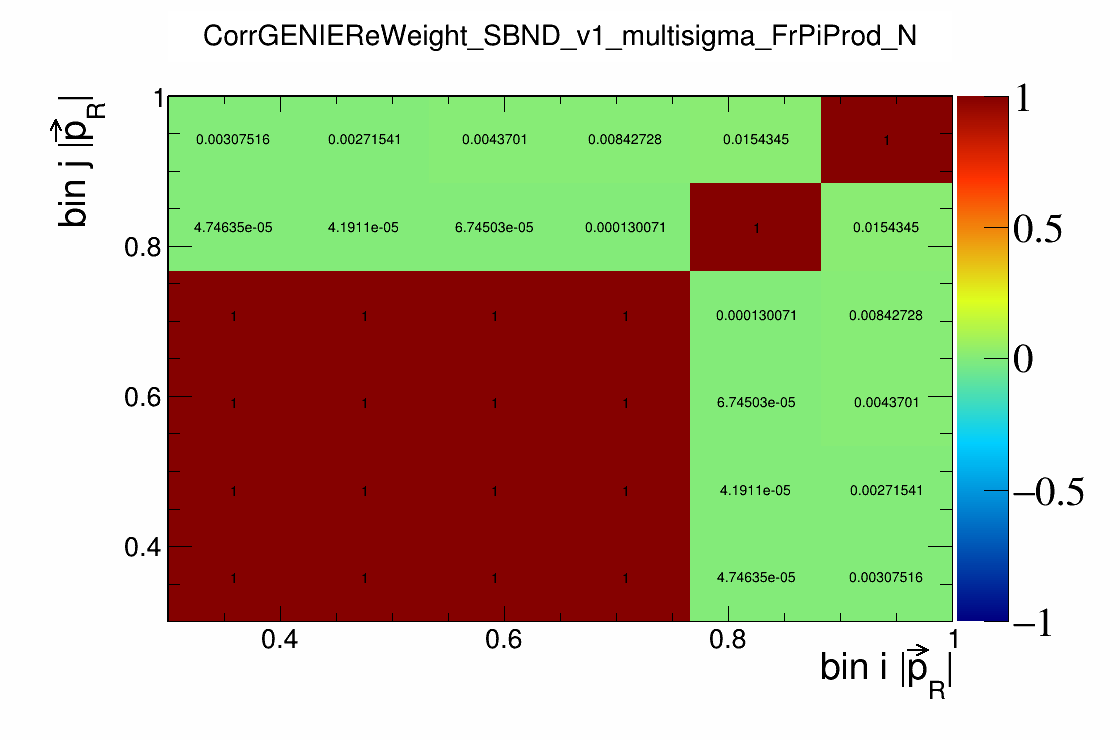 CorrGENIEReWeight_SBND_v1_multisigma_FrPiProd_N
bin j |p⃗_R|
1
0.8
0.6
0.4
0.00307516 0.00271541 0.0043701 0.00842728 0.0154345 1
4.74635e-05 4.1911e-05 6.74503e-05 0.000130071 1 0.0154345
1 1 1 1 0.000130071 0.00842728
1 1 1 1 6.74503e-05 0.0043701
1 1 1 1 4.1911e-05 0.00271541
1 1 1 1 4.74635e-05 0.00307516
0.4 0.6 0.8 1
bin i |p⃗_R|
1
0.5
0
−0.5
−1